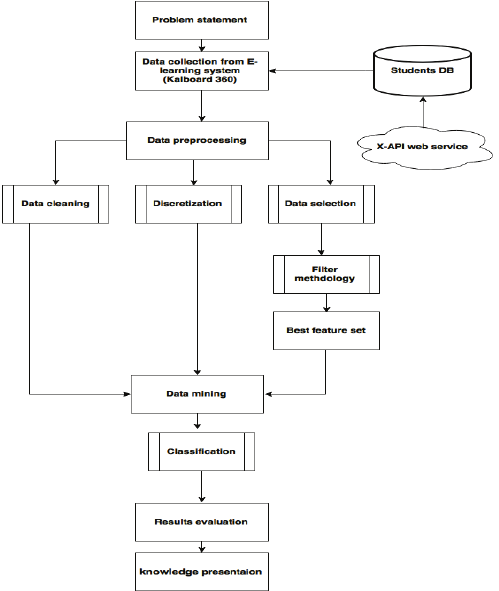 Problem statement
Data collection from E-
learning system
(Kalboard 360)
Students DB
X-API web service
Data preprocessing
Data cleaning
Discretization
Data selection
Filter
methdology
Best feature set
Data mining
Classification
Results evaluation
knowledge presentaion